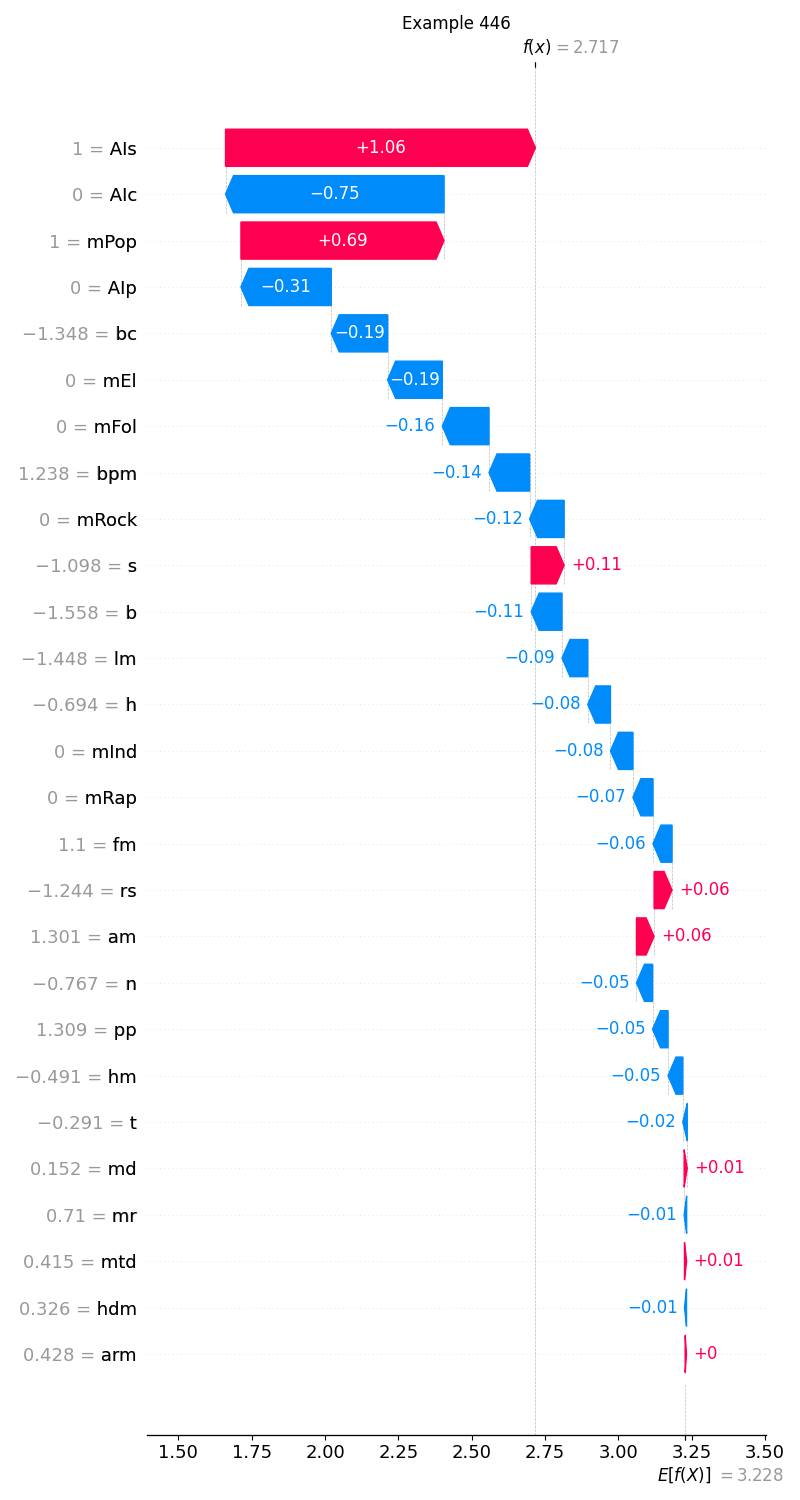 Example 446
f(x) = 2.717
1 = AIs
+1.06
0 = AIc
−0.75
1 = mPop
+0.69
0 = AIp
−0.31
−1.348 = bc
−0.19
0 = mEl
−0.19
0 = mFol
−0.16
1.238 = bpm
−0.14
0 = mRock
−0.12
−1.098 = s
+0.11
−1.558 = b
−0.11
−1.448 = lm
−0.09
−0.694 = h
−0.08
0 = mInd
−0.08
0 = mRap
−0.07
1.1 = fm
−0.06
−1.244 = rs
+0.06
1.301 = am
+0.06
−0.767 = n
−0.05
1.309 = pp
−0.05
−0.491 = hm
−0.05
−0.291 = t
−0.02
0.152 = md
+0.01
0.71 = mr
−0.01
0.415 = mtd
+0.01
0.326 = hdm
−0.01
0.428 = arm
+0
1.50 1.75 2.00 2.25 2.50 2.75 3.00 3.25 3.50
E[f(X)] = 3.228